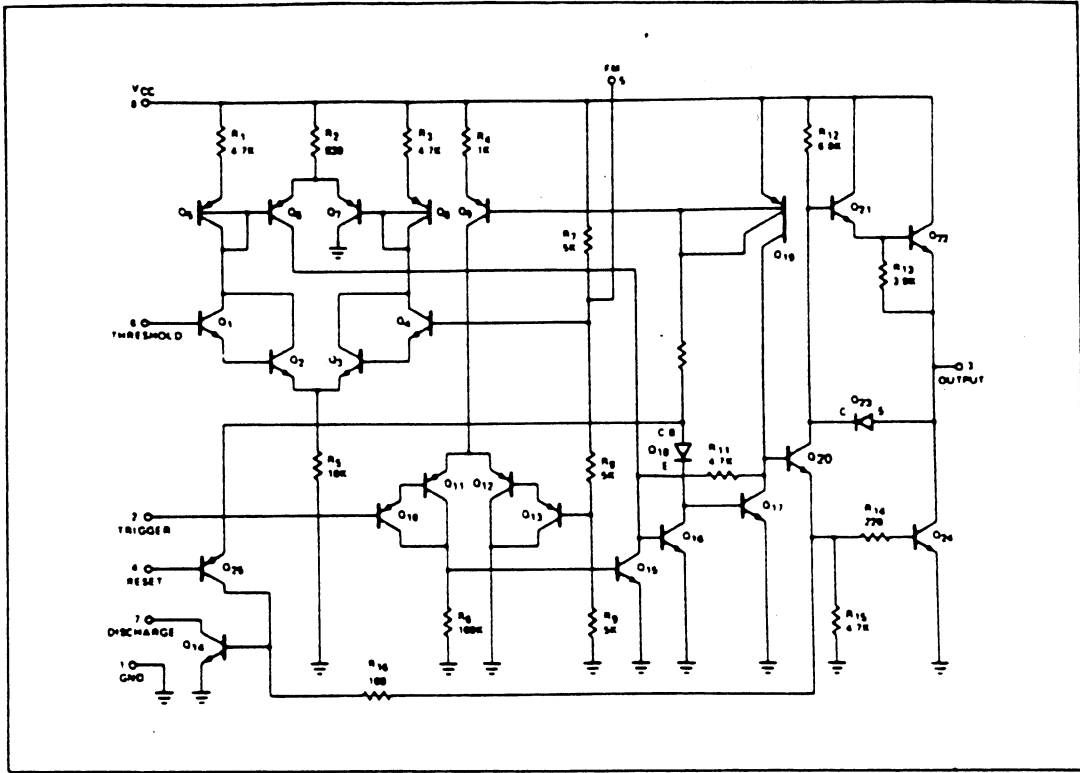 FM
5
VCC
8
R1
4.7K
R2
830
R3
4.7K
R4
1K
R12
6.8K
Q5
Q6
Q7
Q8
Q9
R7
5K
Q19
Q21
Q22
R13
3.9K
6
THRESHOLD
Q1
Q4
Q2
Q3
3
OUTPUT
Q23
C
C B
Q18
E
R11
4.7K
Q20
R5
10K
Q11
Q12
R8
5K
2
TRIGGER
Q10
Q13
Q17
Q16
R14
220
Q24
4
RESET
Q25
Q15
7
DISCHARGE
Q14
R6
100K
R9
5K
R15
4.7K
1
GND
R16
100